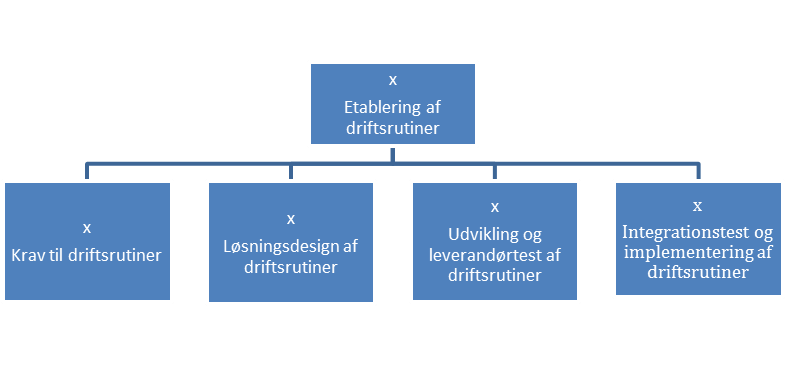 x
Etablering af
driftsrutiner
x
Krav til driftsrutiner
x
Løsningsdesign af
driftsrutiner
x
Udvikling og
leverandørtest af
driftsrutiner
x
Integrationstest og
implementering af
driftsrutiner